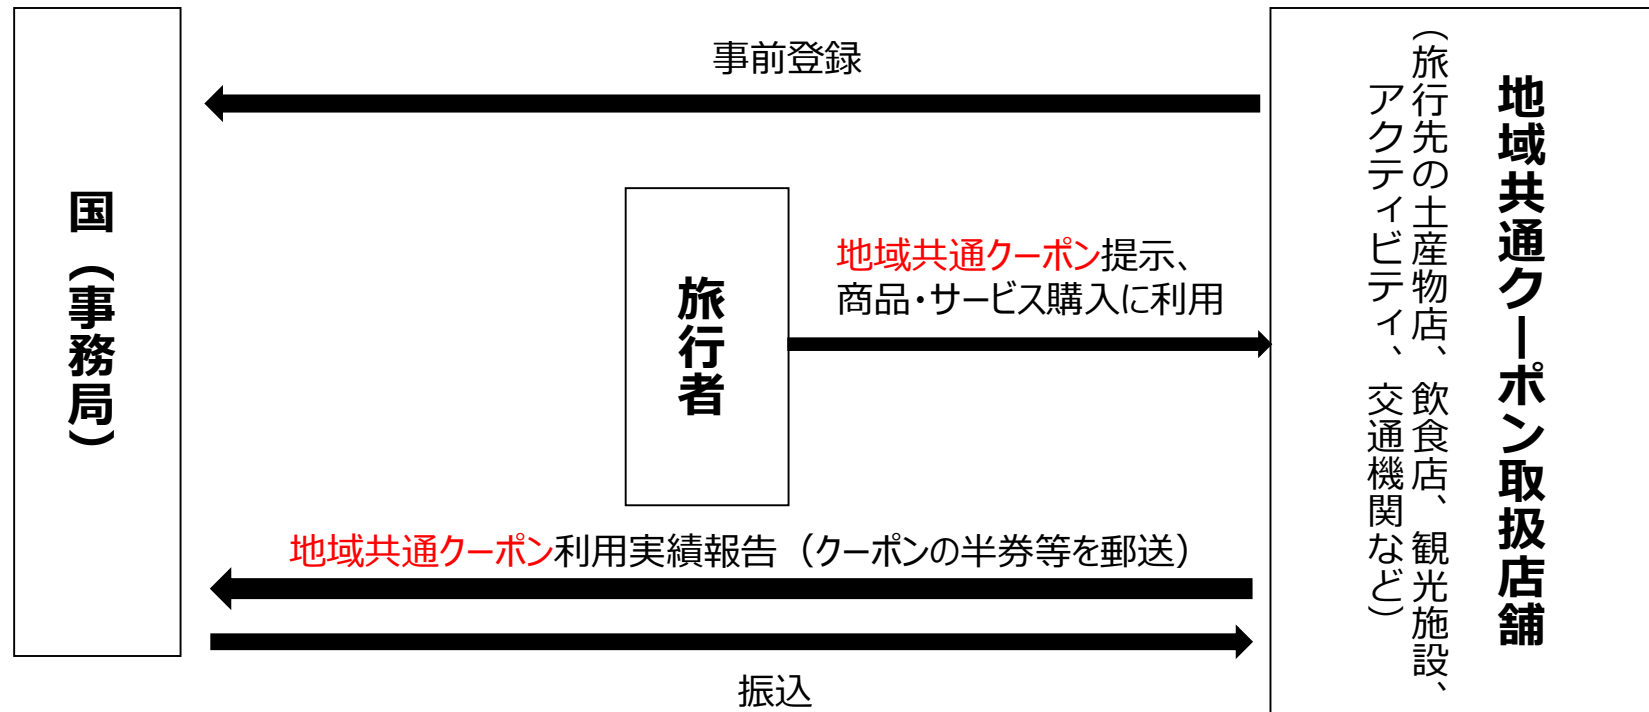 事前登録
国（事務局）
旅行者
地域共通クーポン提示、
商品・サービス購入に利用
地域共通クーポン取扱店舗
（旅行先の土産物店、飲食店、観光施設、
アクティビティ、交通機関など）
地域共通クーポン利用実績報告（クーポンの半券等を郵送）
振込